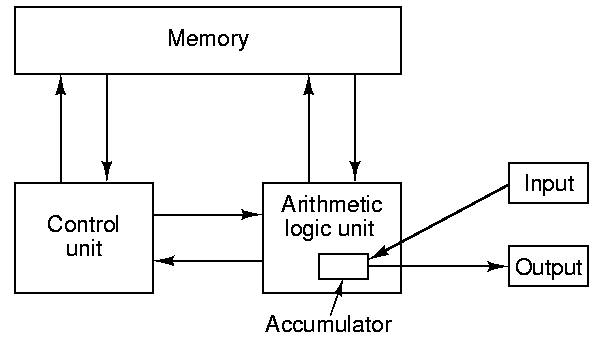 Memory
Control
unit
Arithmetic
logic unit
Input
Output
Accumulator